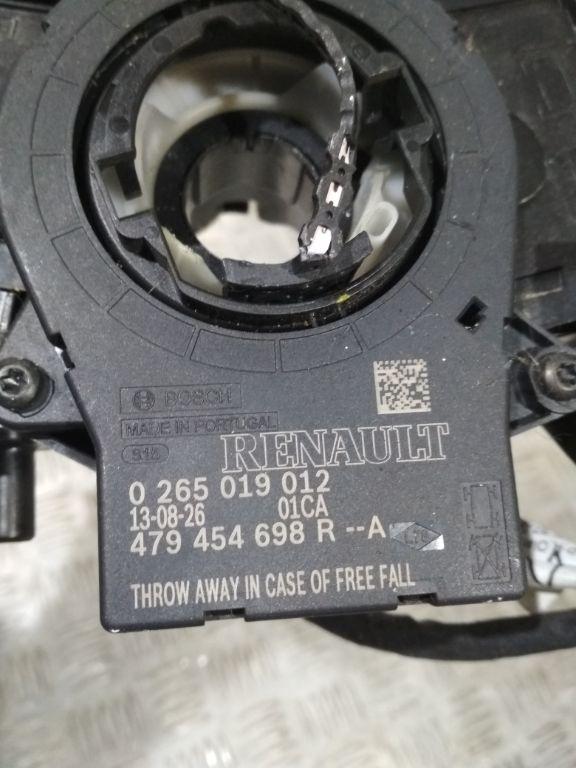 BOSCH
MADE IN PORTUGAL
RENAULT
0 265 019 012
13-08-26 01CA
479 454 698 R --A
THROW AWAY IN CASE OF FREE FALL